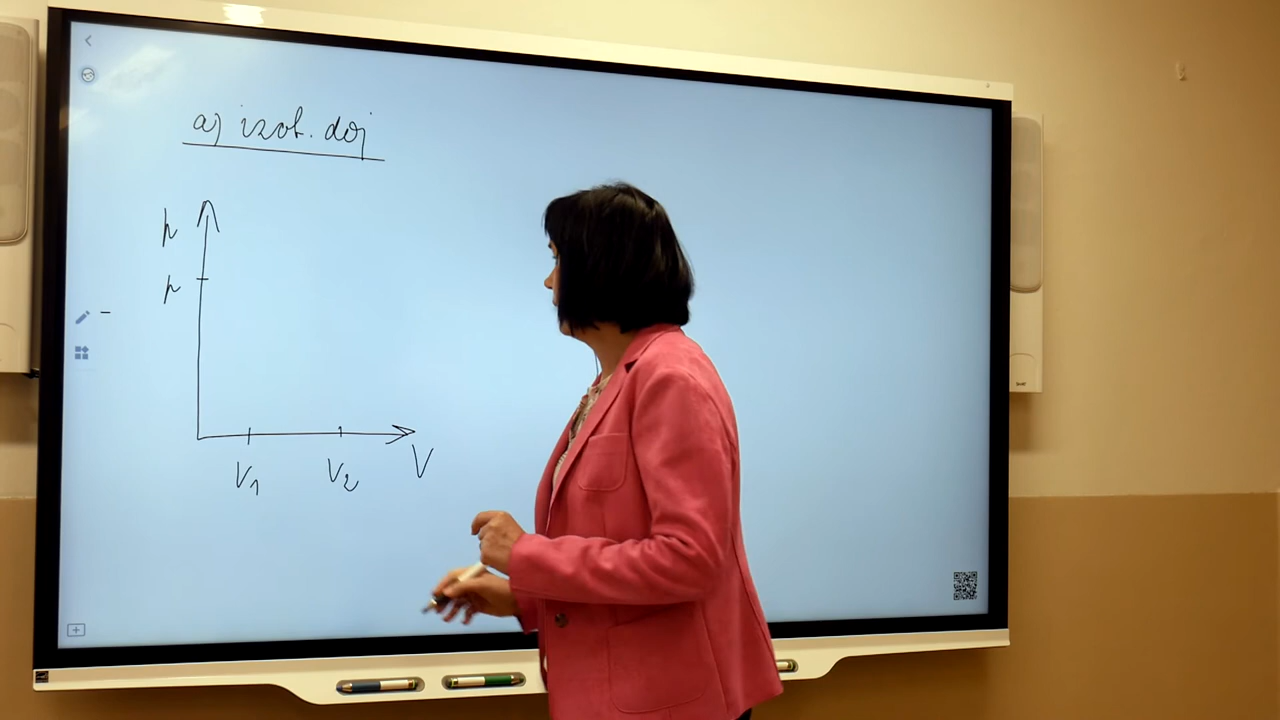 a) izot. doj
p
p
V₁ V₂ V